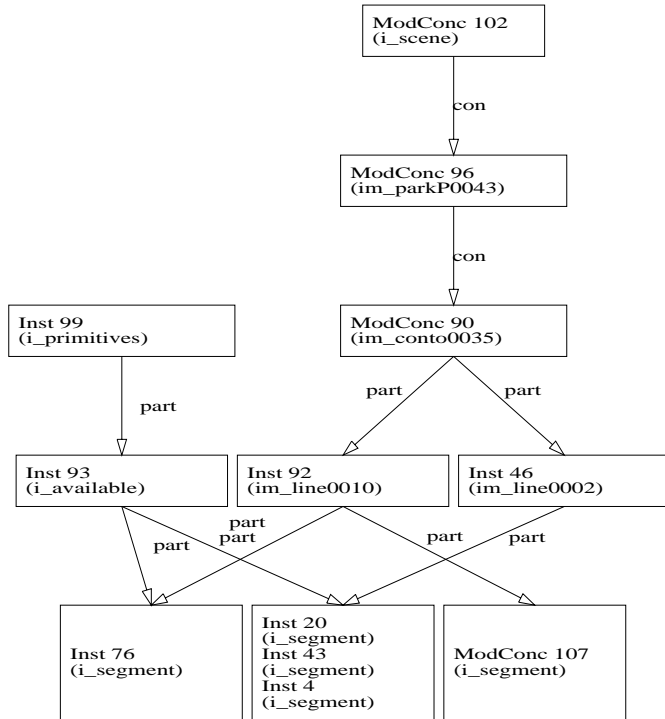 ModConc 102
(i_scene)
con
ModConc 96
(im_parkP0043)
con
Inst 99
(i_primitives)
ModConc 90
(im_conto0035)
part
part
part
Inst 93
(i_available)
Inst 92
(im_line0010)
Inst 46
(im_line0002)
part
part
part
part
part
Inst 76
(i_segment)
Inst 20
(i_segment)
Inst 43
(i_segment)
Inst 4
(i_segment)
ModConc 107
(i_segment)